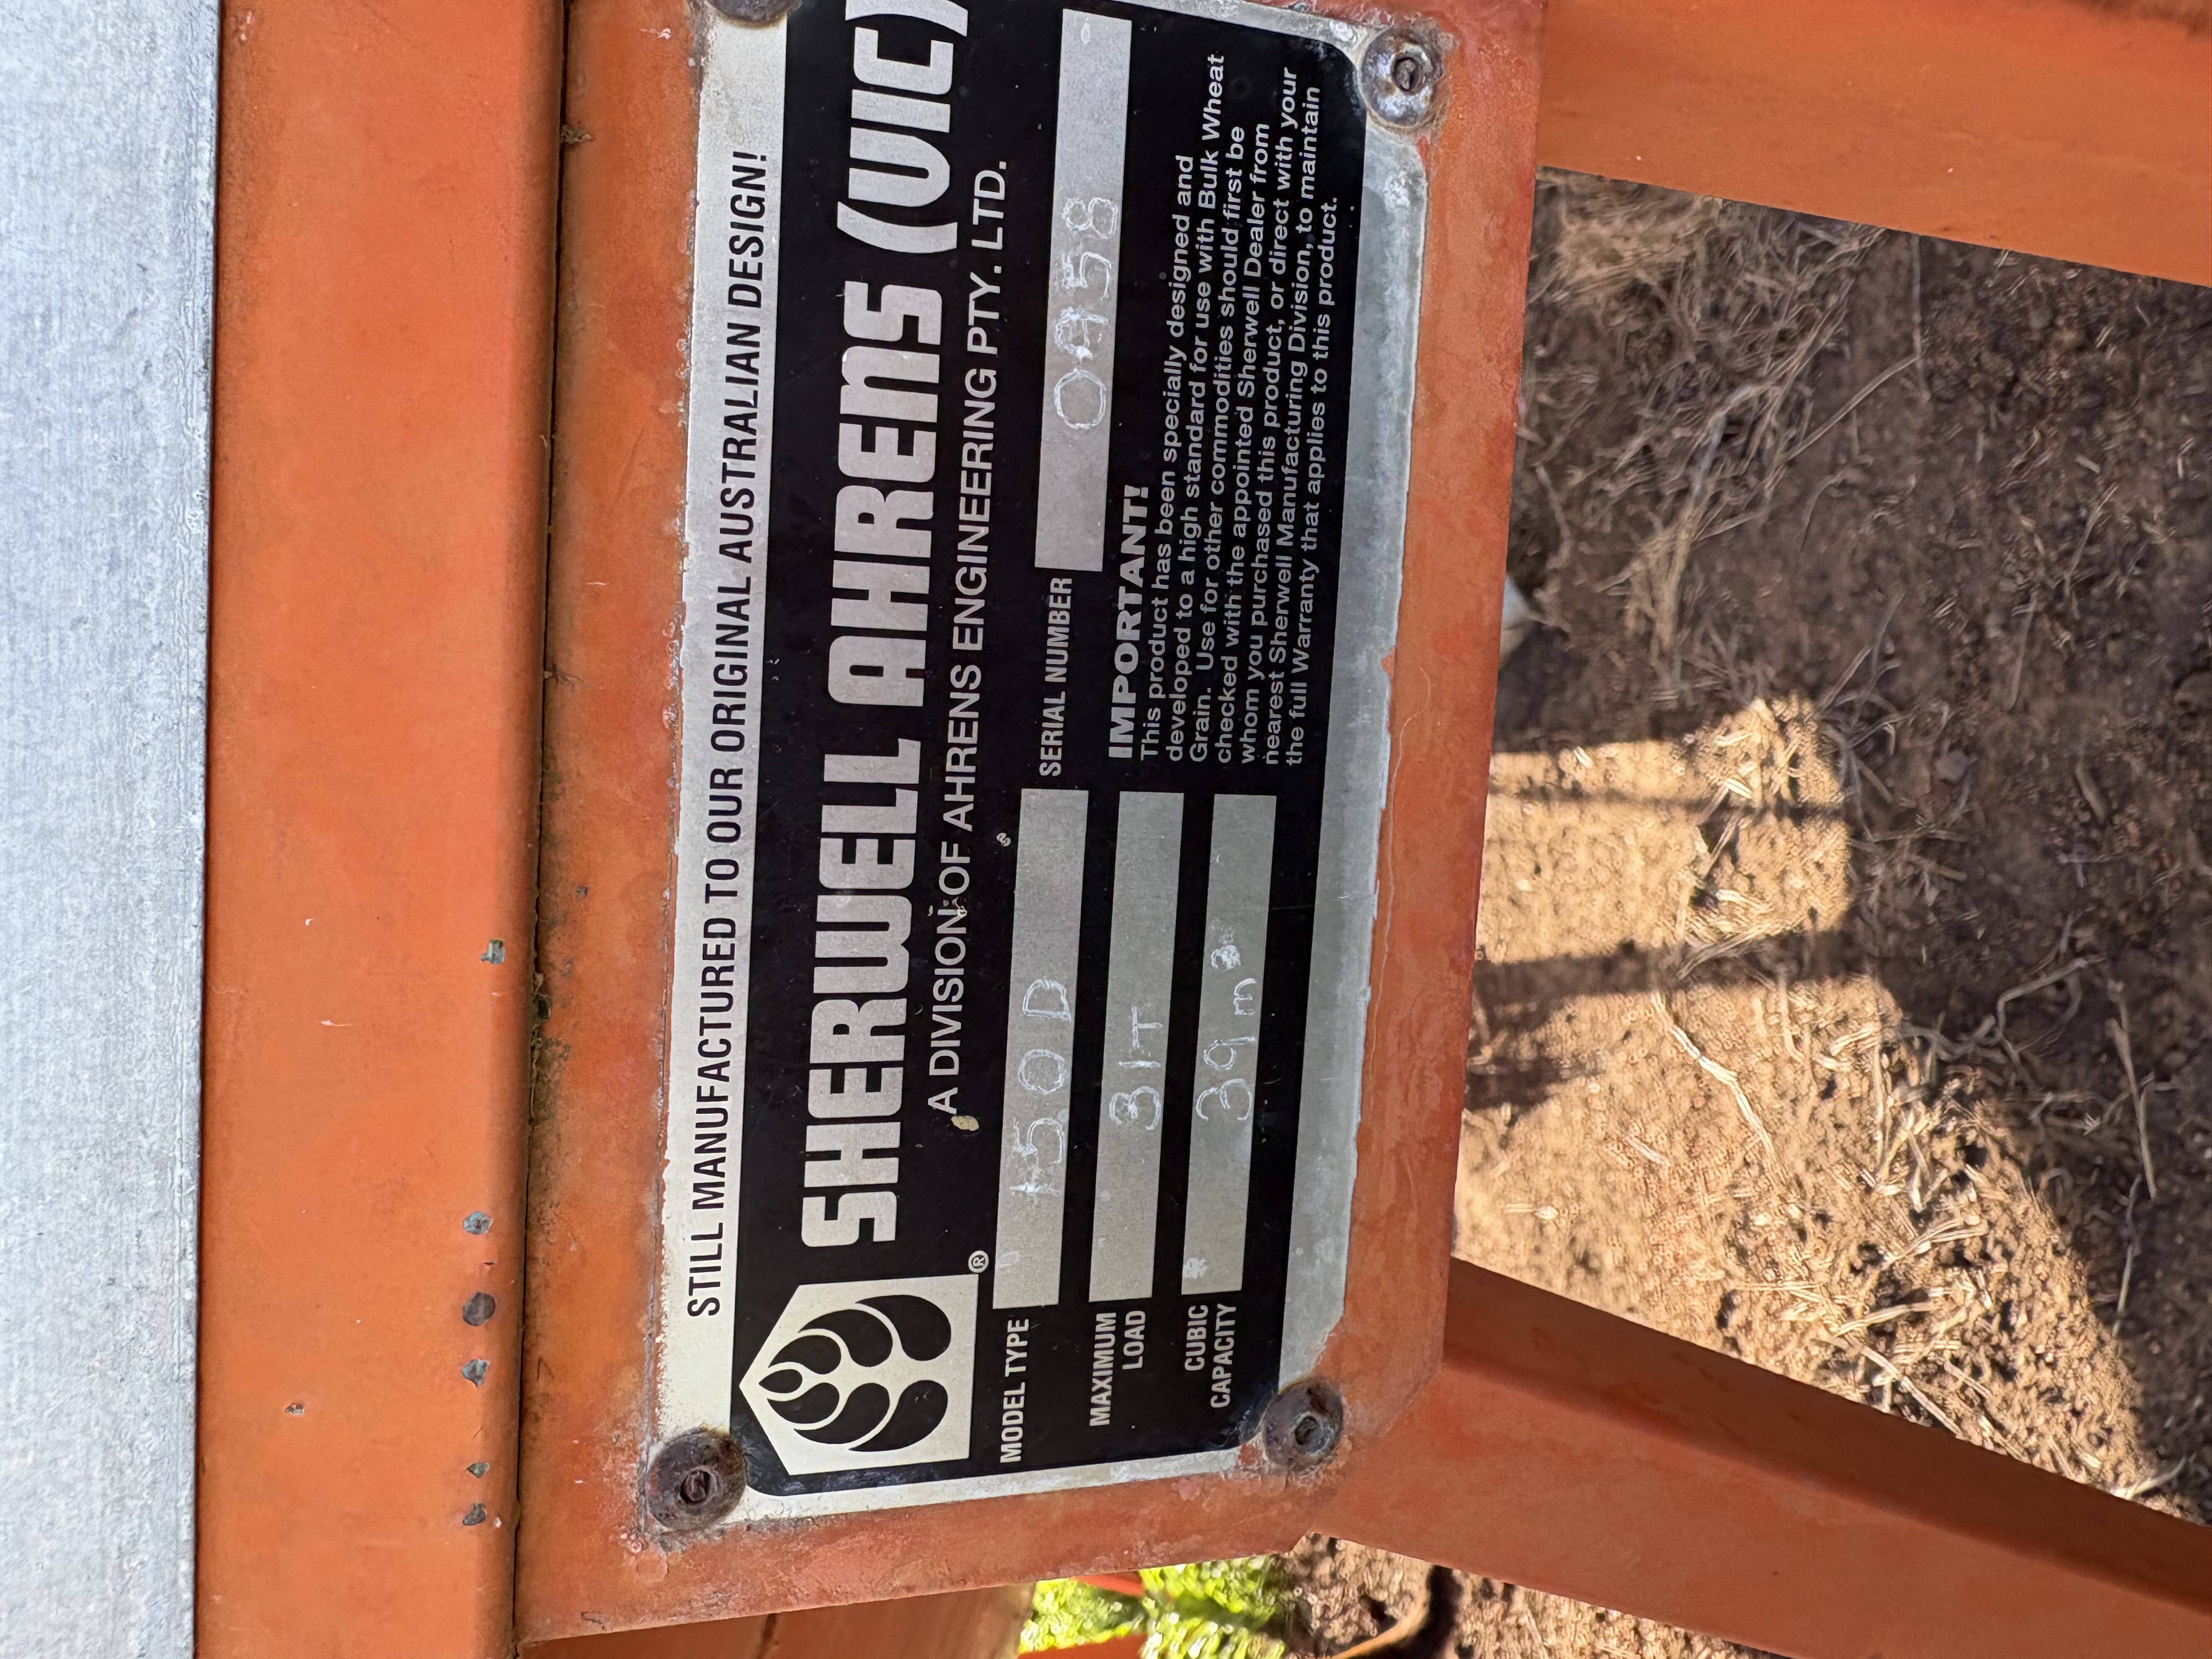 STILL MANUFACTURED TO OUR ORIGINAL AUSTRALIAN DESIGN!
SHERWELL AHRENS (VIC)
A DIVISION OF AHRENS ENGINEERING PTY. LTD.
®
MODEL TYPE 150D
MAXIMUM LOAD 31T
CUBIC CAPACITY 39m³
SERIAL NUMBER OA158
IMPORTANT!
This product has been specially designed and
developed to a high standard for use with Bulk Wheat
Grain. Use for other commodities should first be
checked with the appointed Sherwell Dealer from
whom you purchased this product, or direct with your
nearest Sherwell Manufacturing Division, to maintain
the full Warranty that applies to this product.